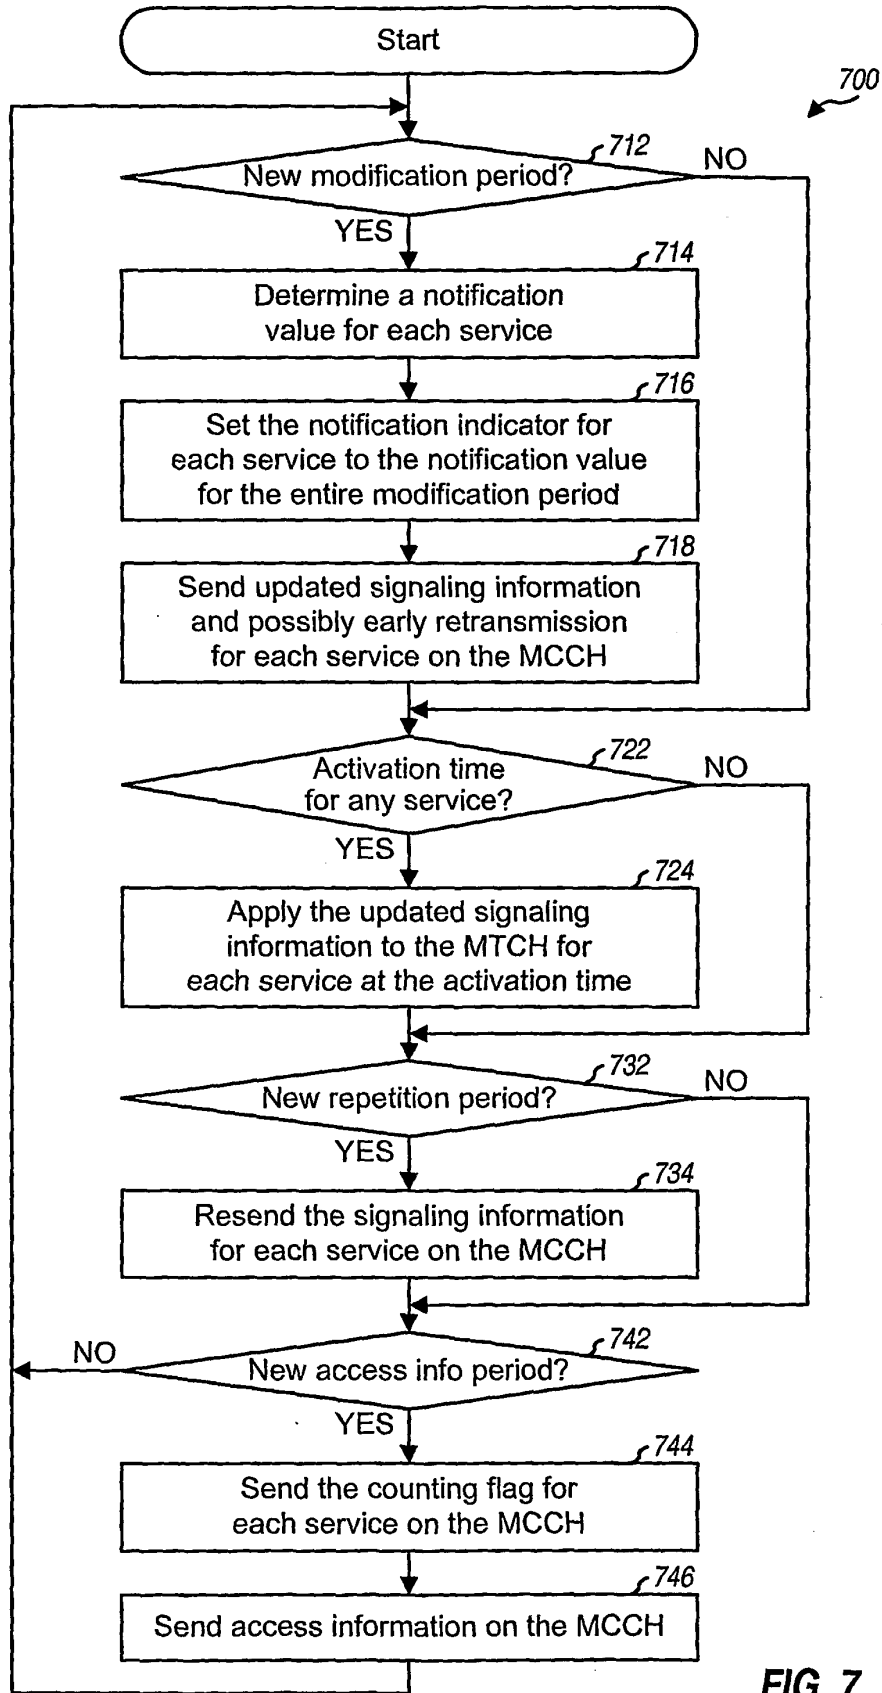 Start
700
712
New modification period?
NO
YES
714
Determine a notification
value for each service
716
Set the notification indicator for
each service to the notification value
for the entire modification period
718
Send updated signaling information
and possibly early retransmission
for each service on the MCCH
722
Activation time
for any service?
NO
YES
724
Apply the updated signaling
information to the MTCH for
each service at the activation time
732
New repetition period?
NO
YES
734
Resend the signaling information
for each service on the MCCH
742
NO
New access info period?
YES
744
Send the counting flag for
each service on the MCCH
746
Send access information on the MCCH
FIG. 7